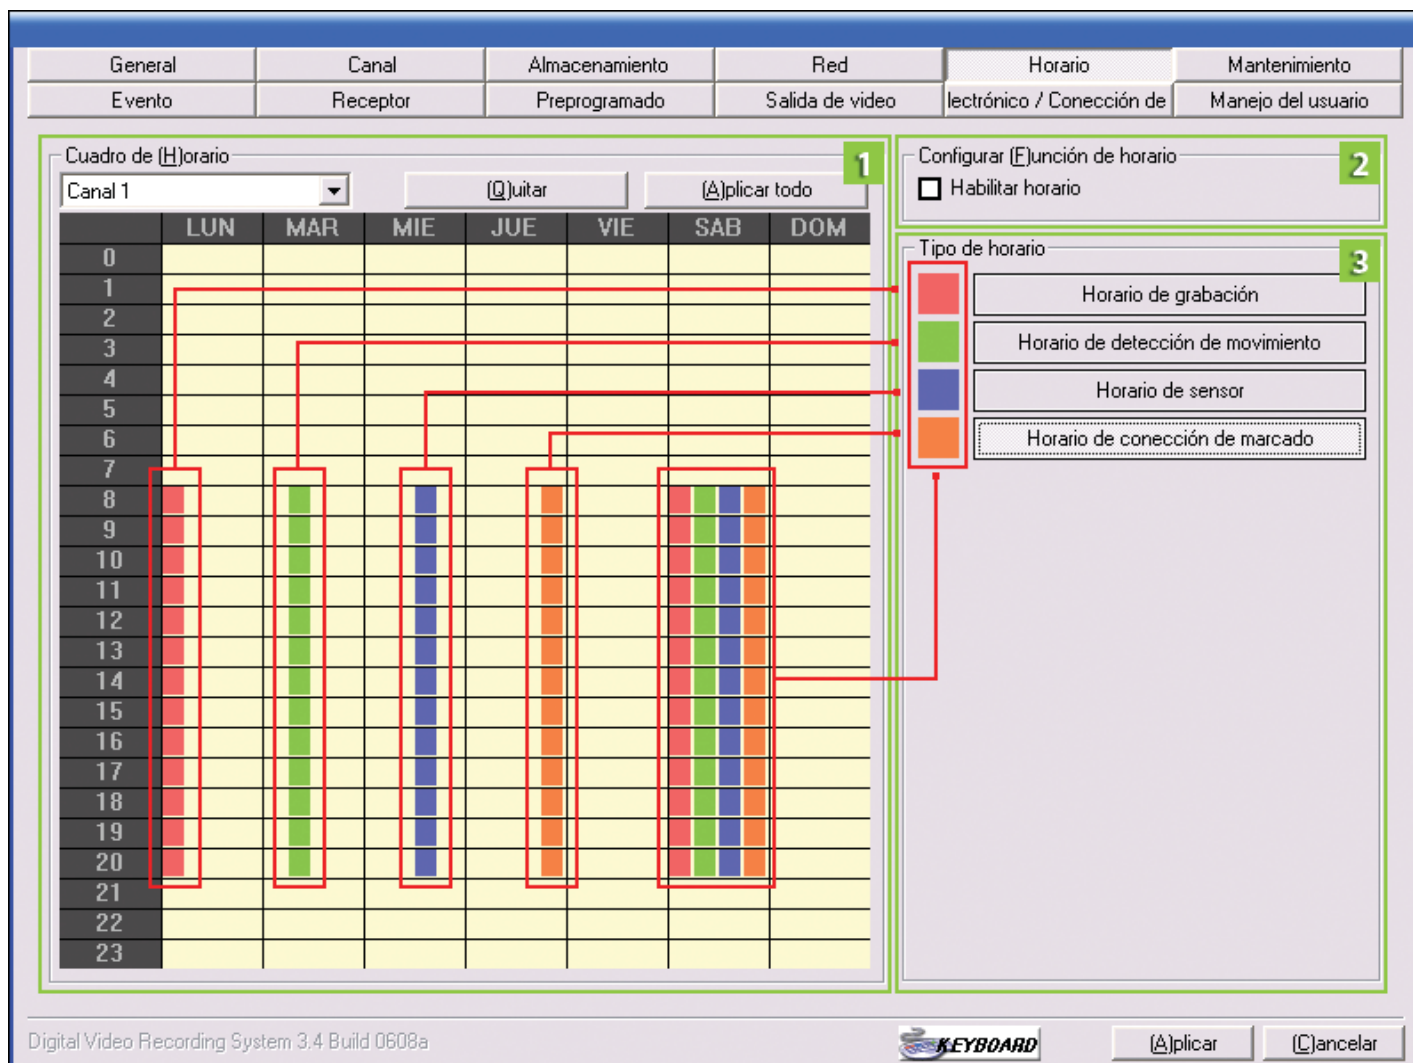 General Canal Almacenamiento Red Horario Mantenimiento
Evento Receptor Preprogramado Salida de video lectrónico / Conección de Manejo del usuario
Cuadro de (H)orario 1
Canal 1 (Q)uitar (A)plicar todo
LUN MAR MIE JUE VIE SAB DOM
0
1
2
3
4
5
6
7
8
9
10
11
12
13
14
15
16
17
18
19
20
21
22
23
Configurar (F)unción de horario 2
Habilitar horario
Tipo de horario 3
Horario de grabación
Horario de detección de movimiento
Horario de sensor
Horario de conección de marcado
Digital Video Recording System 3.4 Build 0608a KEYBOARD (A)plicar (C)ancelar